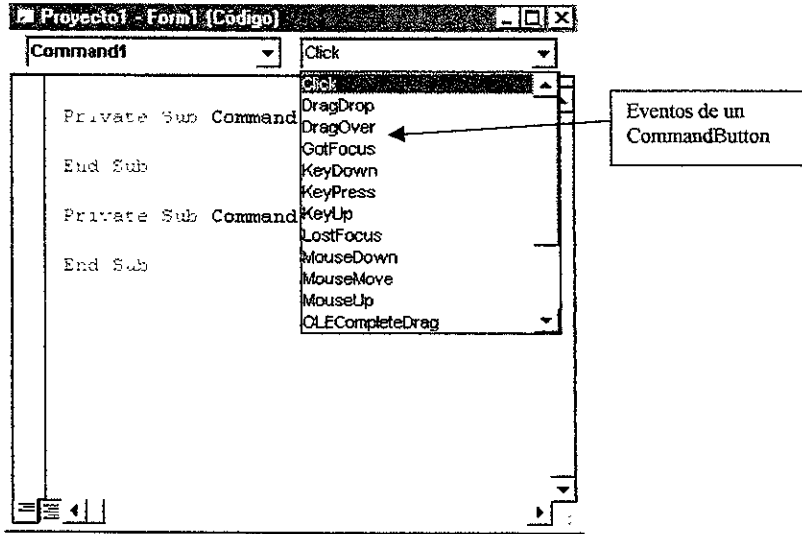 Proyecto1 - Form1 (Código)
Command1
Click
Click
DragDrop
DragOver
GotFocus
KeyDown
KeyPress
KeyUp
LostFocus
MouseDown
MouseMove
MouseUp
OLECompleteDrag
Private Sub Command
End Sub
Private Sub Command
End Sub
Eventos de un
CommandButton